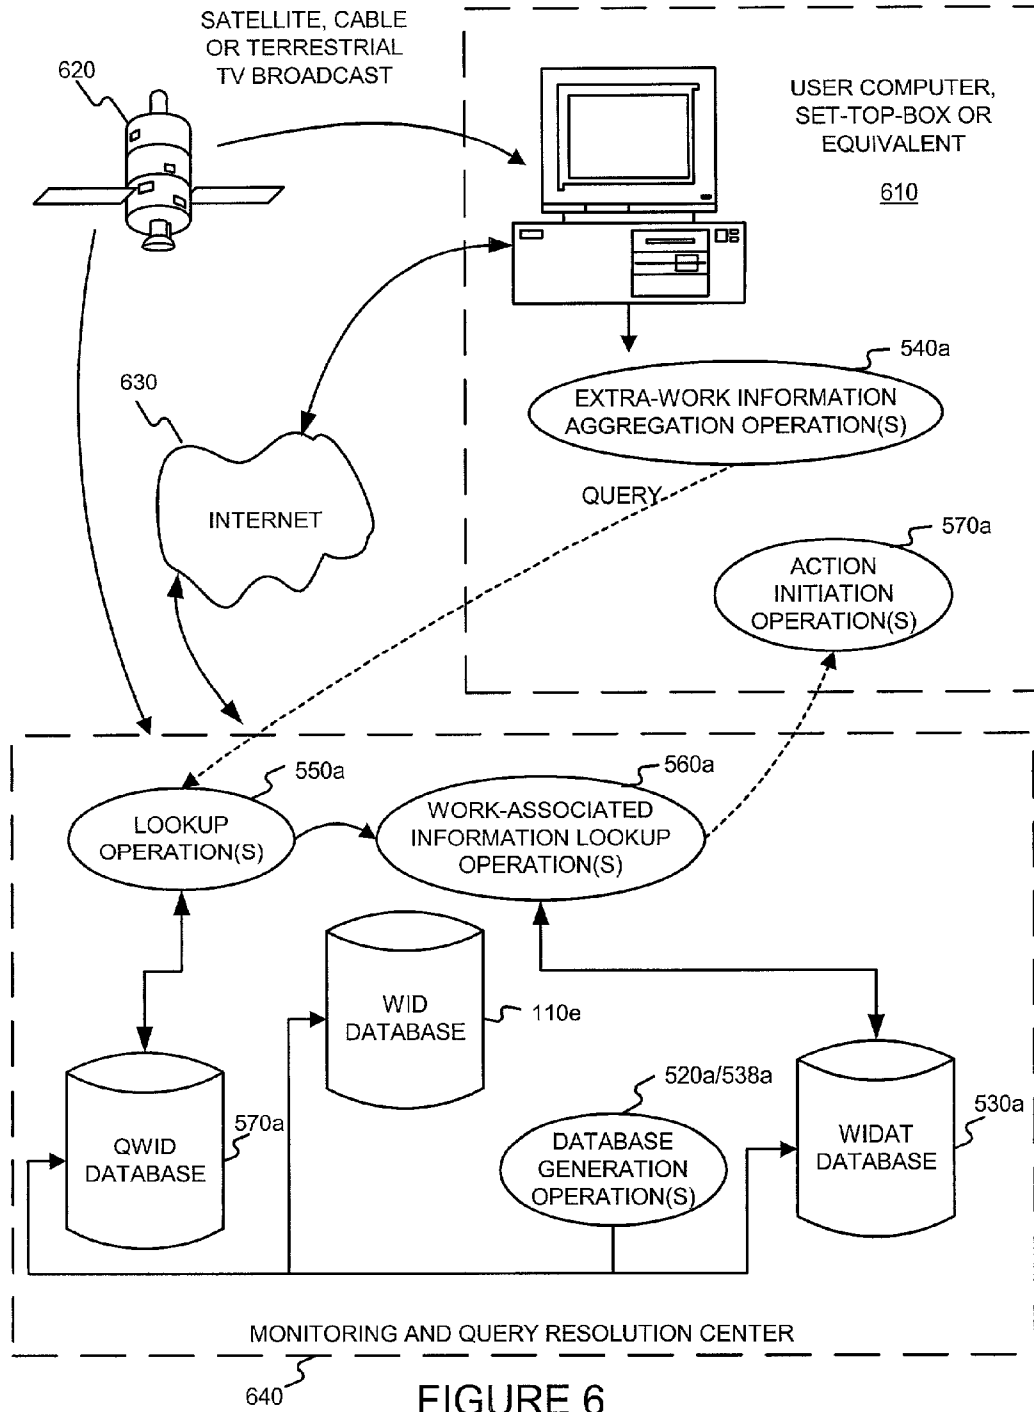 SATELLITE, CABLE
OR TERRESTRIAL
TV BROADCAST
620
USER COMPUTER,
SET-TOP-BOX OR
EQUIVALENT
610
540a
EXTRA-WORK INFORMATION
AGGREGATION OPERATION(S)
630
INTERNET
QUERY
570a
ACTION
INITIATION
OPERATION(S)
550a
LOOKUP
OPERATION(S)
560a
WORK-ASSOCIATED
INFORMATION LOOKUP
OPERATION(S)
WID
DATABASE
110e
520a/538a
570a
QWID
DATABASE
DATABASE
GENERATION
OPERATION(S)
530a
WIDAT
DATABASE
MONITORING AND QUERY RESOLUTION CENTER
640
FIGURE 6